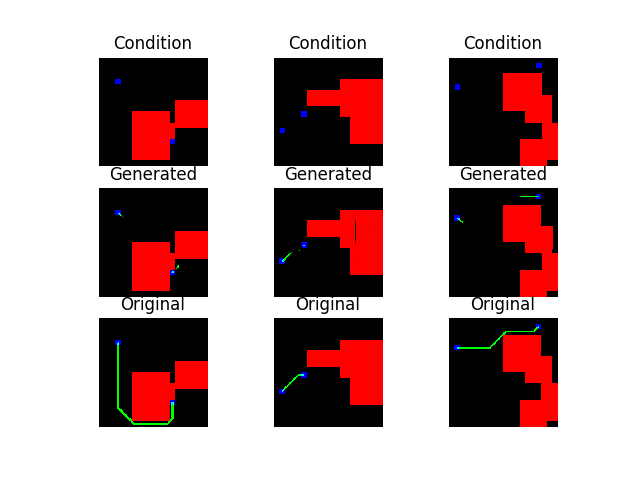 Condition Condition Condition
Generated Generated Generated
Original Original Original